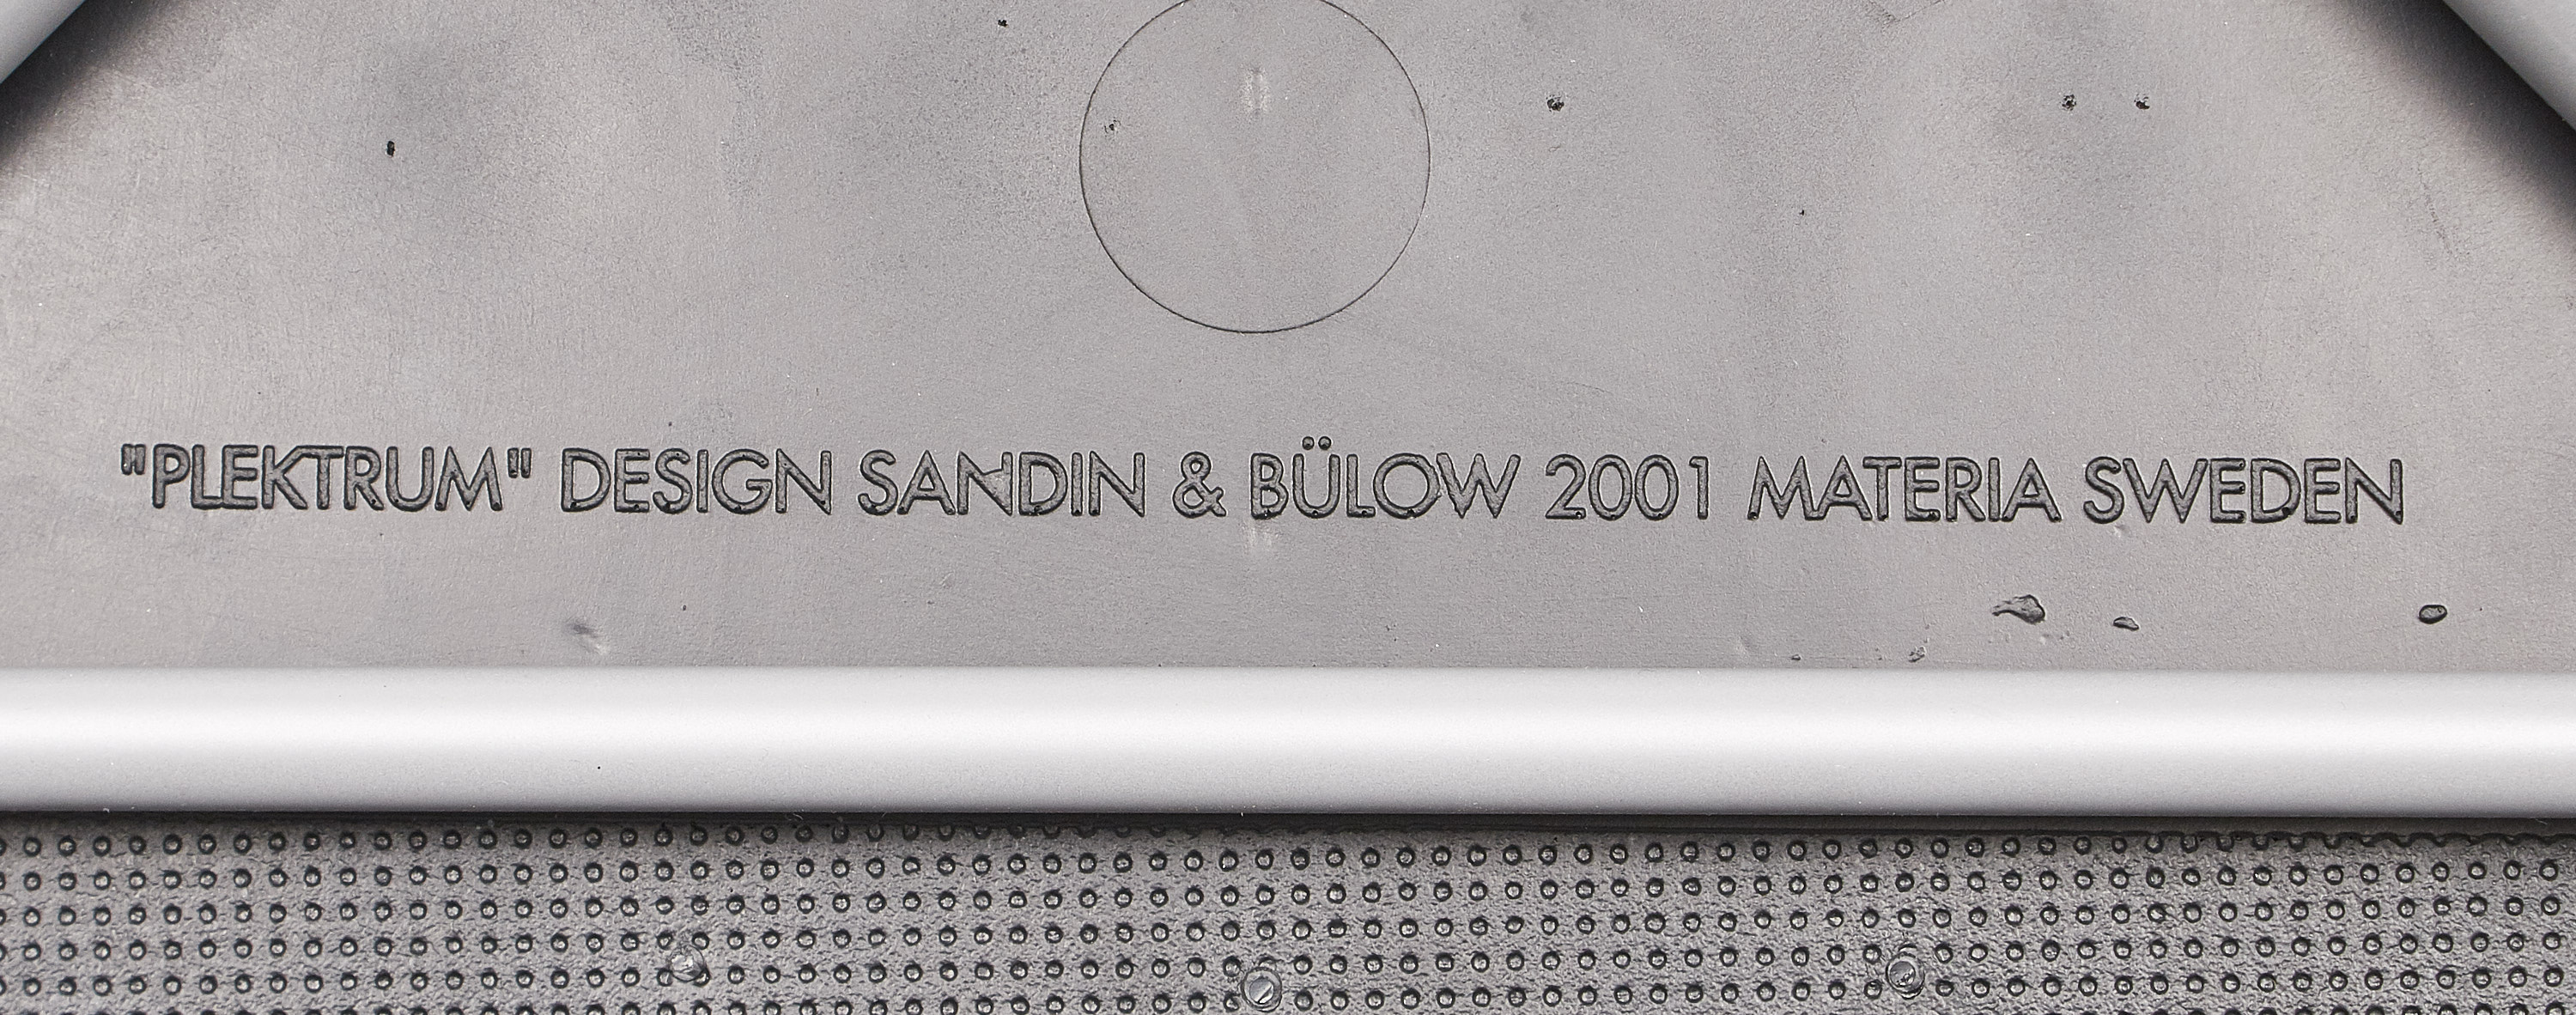 "PLEKTRUM" DESIGN SANDIN & BÜLOW 2001 MATERIA SWEDEN